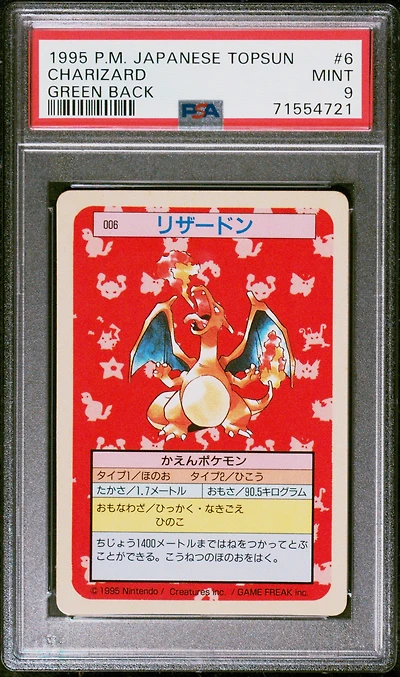 1995 P.M. JAPANESE TOPSUN #6
CHARIZARD MINT
GREEN BACK 9
PSA 71554721
006 リザードン
かえんポケモン
タイプ1/ほのお タイプ2/ひこう
たかさ/1.7メートル おもさ/90.5キログラム
おもなわざ/ひっかく・なきごえ
ひのこ
ちじょう1400メートルまではねをつかってとぶ
ことができる。こうねつのほのおをはく。
©1995 Nintendo / Creatures inc. / GAME FREAK inc.